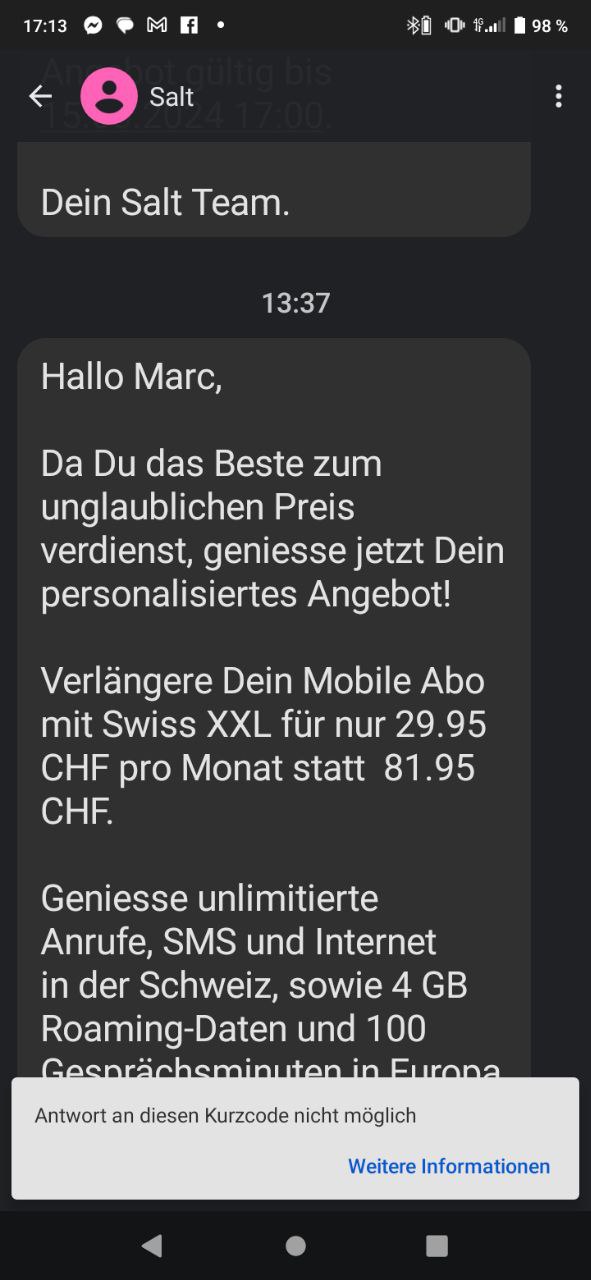 17:13
4G
98 %
Angebot gültig bis
Salt
2024 17:00.
Dein Salt Team.
13:37
Hallo Marc,
Da Du das Beste zum
unglaublichen Preis
verdienst, geniesse jetzt Dein
personalisiertes Angebot!
Verlängere Dein Mobile Abo
mit Swiss XXL für nur 29.95
CHF pro Monat statt  81.95
CHF.
Geniesse unlimitierte
Anrufe, SMS und Internet
in der Schweiz, sowie 4 GB
Roaming-Daten und 100
Gesprächsminuten in Europa
Antwort an diesen Kurzcode nicht möglich
Weitere Informationen